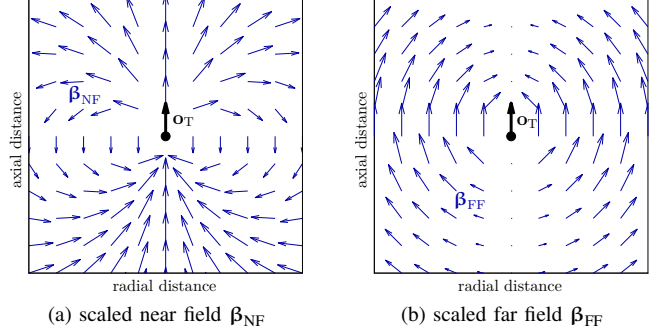 axial distance
β_NF
o_T
radial distance
(a) scaled near field β_NF
axial distance
o_T
β_FF
radial distance
(b) scaled far field β_FF